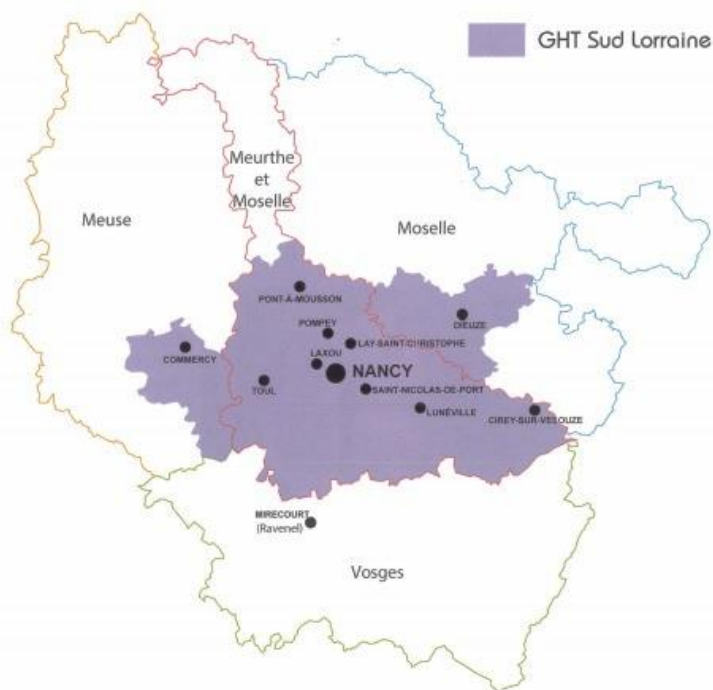 GHT Sud Lorraine
Meurthe
et
Moselle
Meuse
Moselle
PONT-À-MOUSSON
DIEUZE
POMPEY
LAY-SAINT-CHRISTOPHE
COMMERCY
LAXOU
NANCY
TOUL
SAINT-NICOLAS-DE-PORT
LUNÉVILLE
CIREY-SUR-VELOUZE
MIRECOURT
(Ravenel)
Vosges